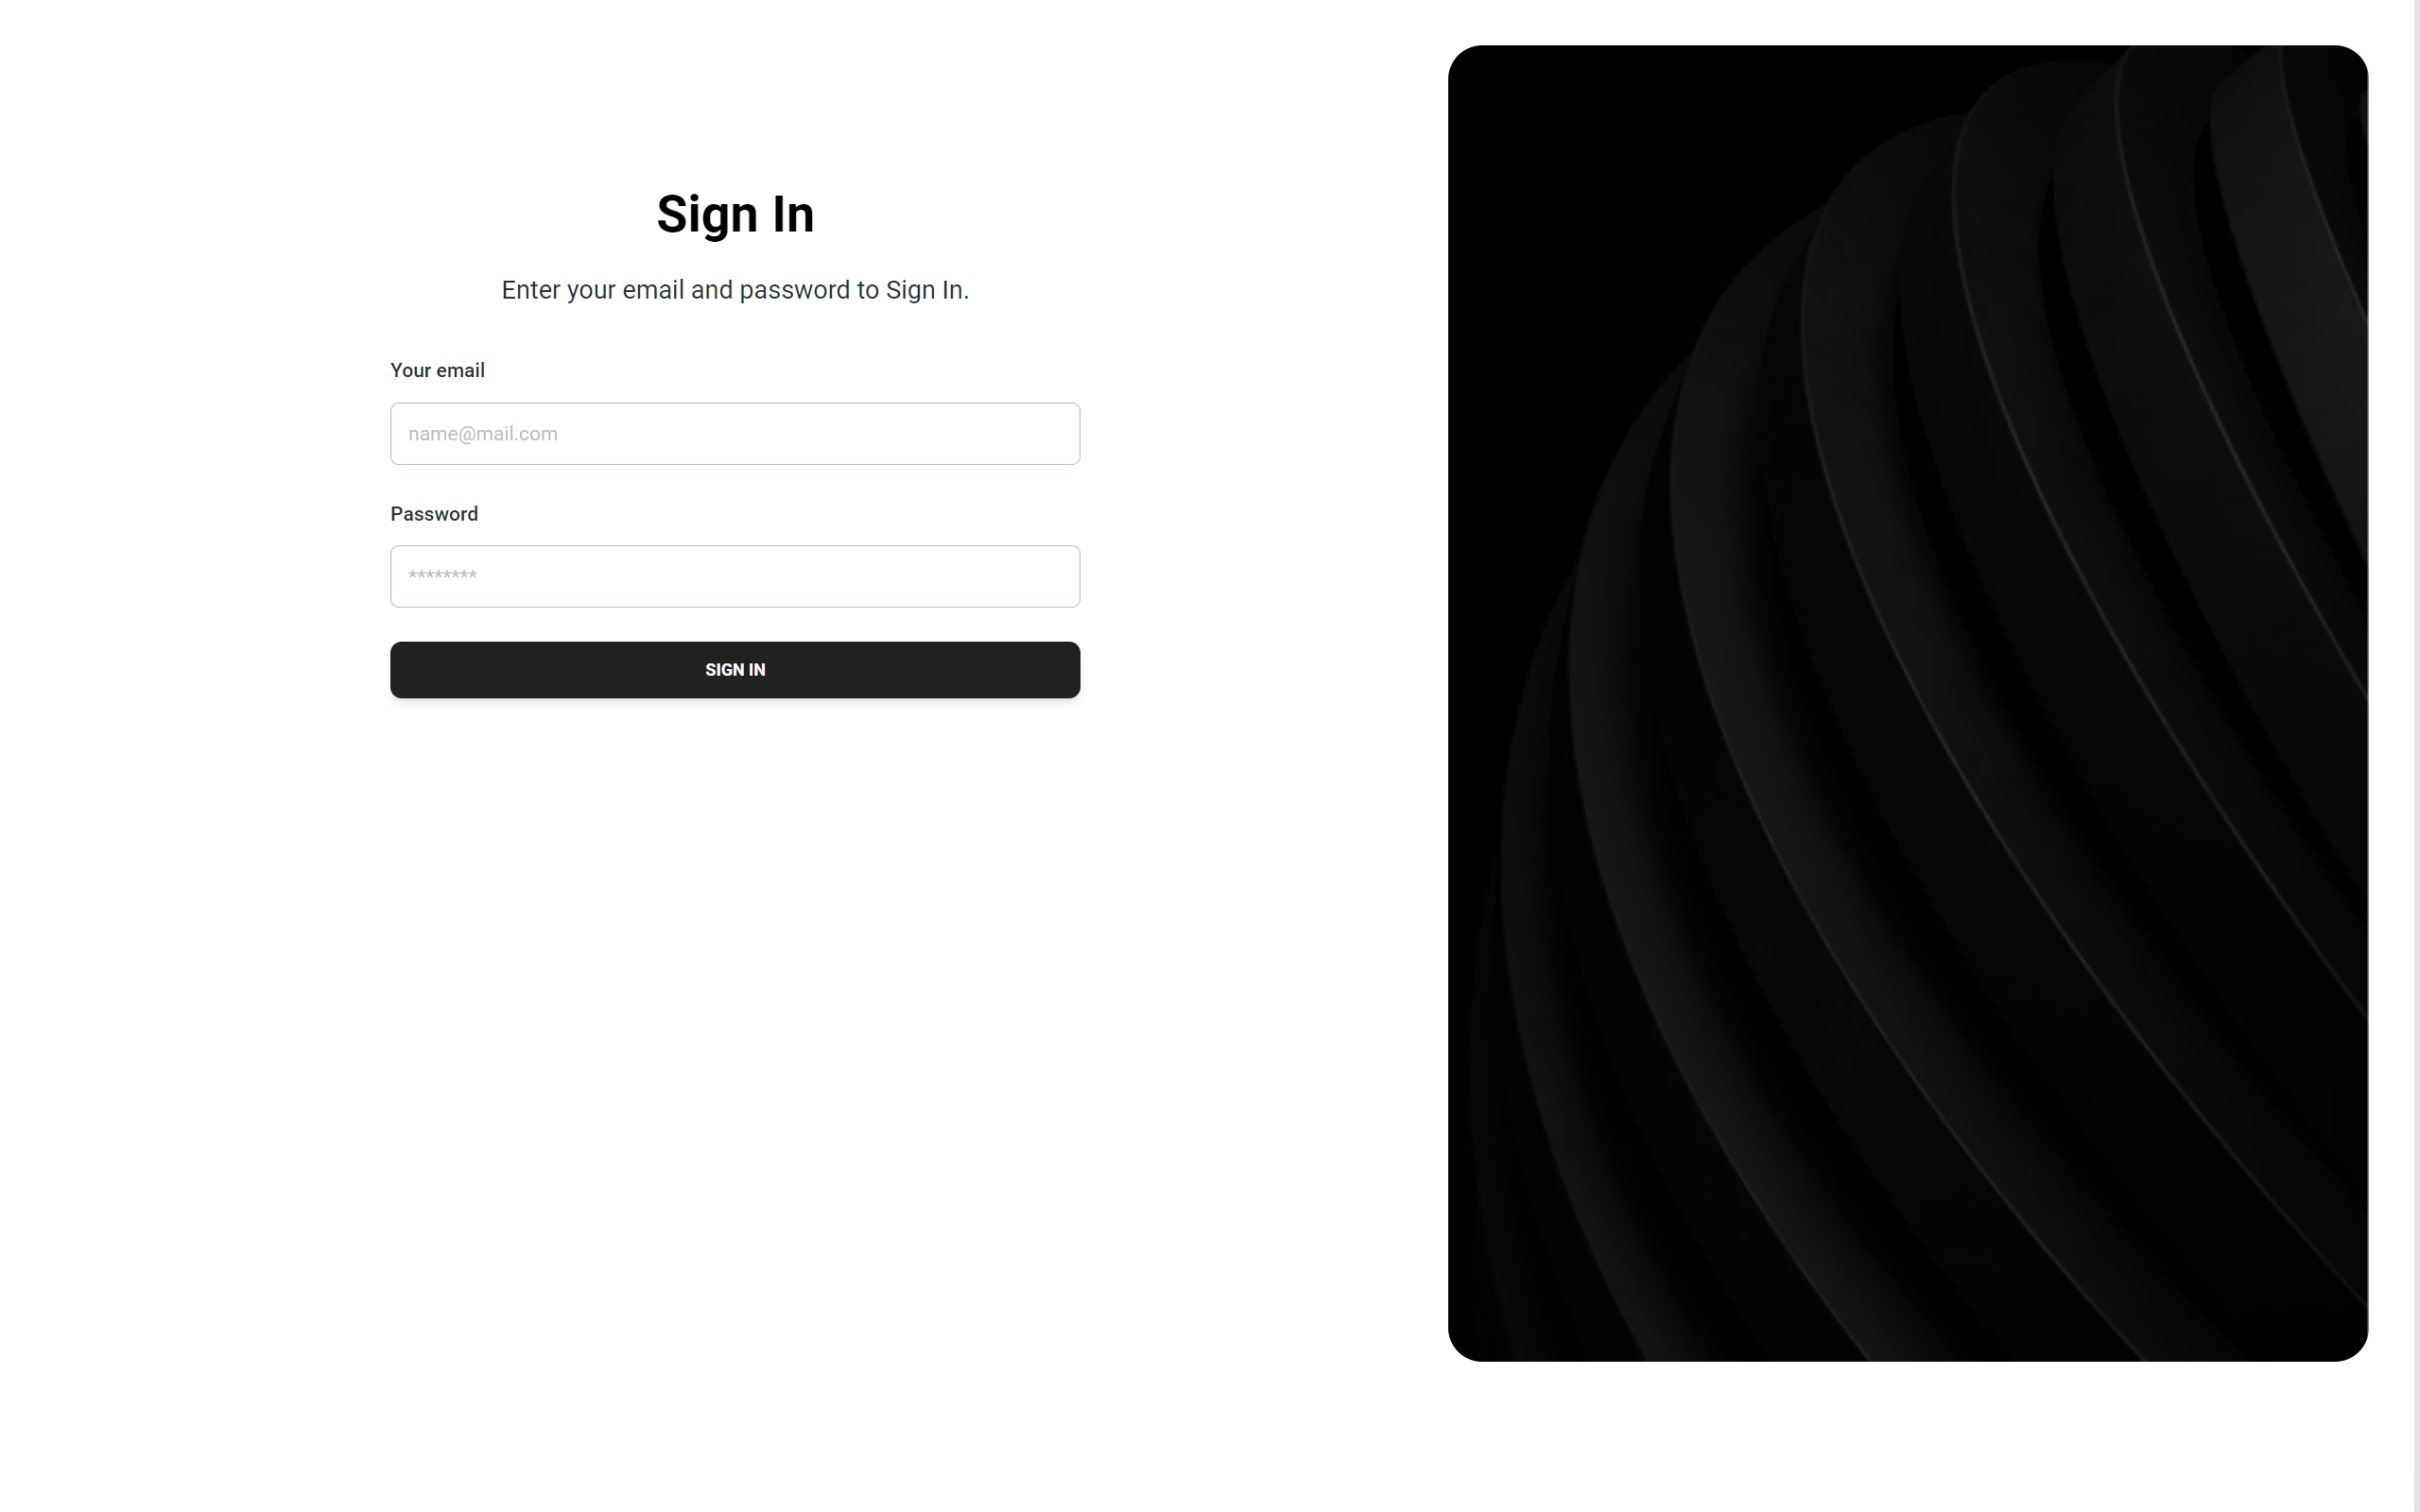 Sign In
Enter your email and password to Sign In.
Your email
name@mail.com
Password
********
SIGN IN